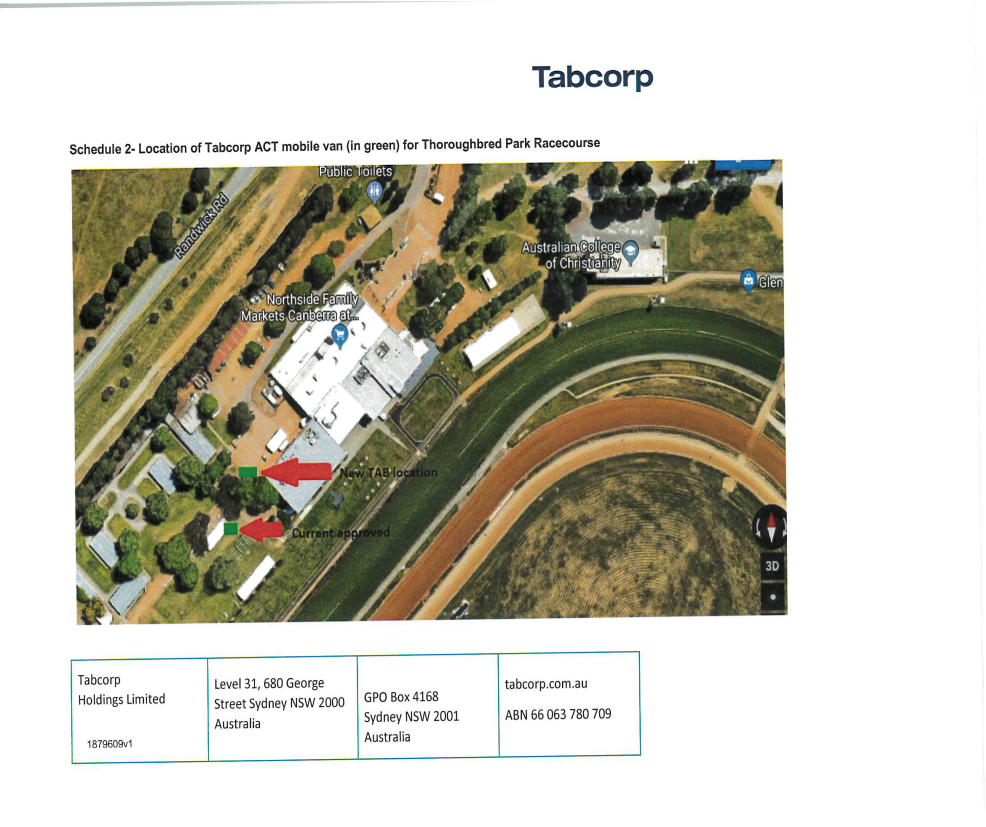 Tabcorp
Schedule 2- Location of Tabcorp ACT mobile van (in green) for Thoroughbred Park Racecourse
Public Toilets
Randwick Rd
Australian College
of Christianity
Glen
Northside Family
Markets Canberra at...
New TAB location
Current approved
3D
Tabcorp
Holdings Limited
1879609v1
Level 31, 680 George
Street Sydney NSW 2000
Australia
GPO Box 4168
Sydney NSW 2001
Australia
tabcorp.com.au
ABN 66 063 780 709